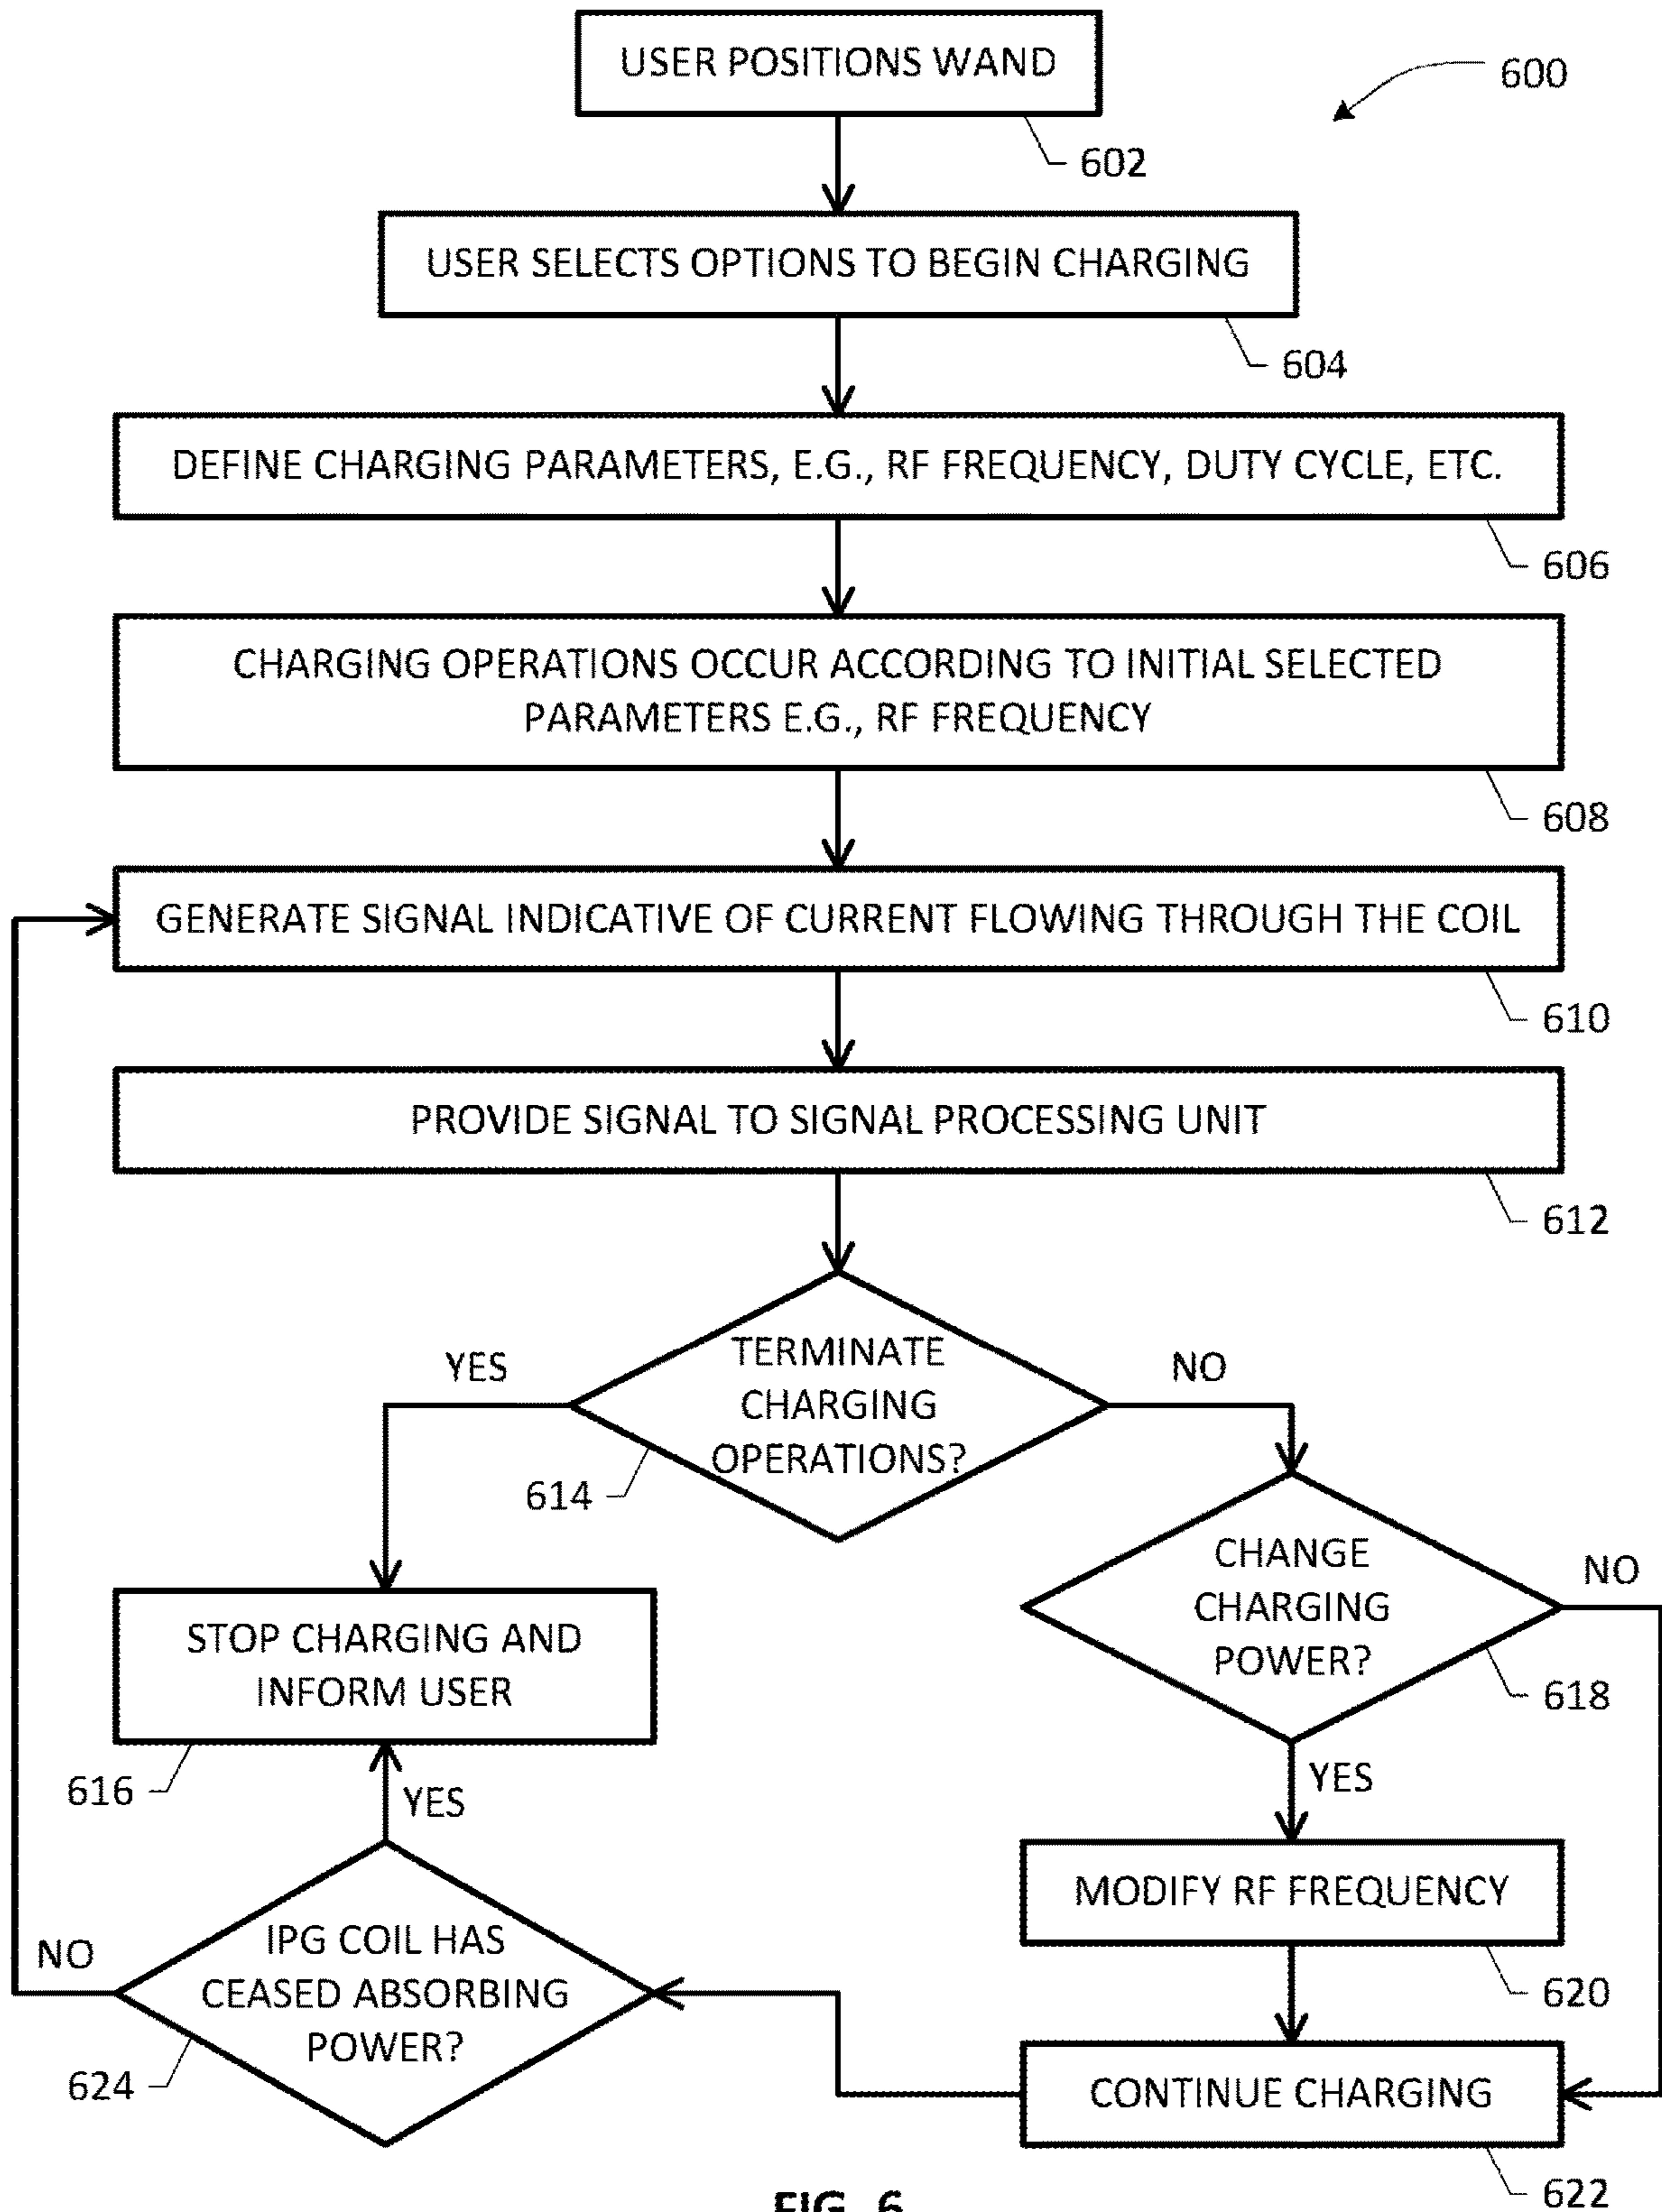 USER POSITIONS WAND
600
602
USER SELECTS OPTIONS TO BEGIN CHARGING
604
DEFINE CHARGING PARAMETERS, E.G., RF FREQUENCY, DUTY CYCLE, ETC.
606
CHARGING OPERATIONS OCCUR ACCORDING TO INITIAL SELECTED
PARAMETERS E.G., RF FREQUENCY
608
GENERATE SIGNAL INDICATIVE OF CURRENT FLOWING THROUGH THE COIL
610
PROVIDE SIGNAL TO SIGNAL PROCESSING UNIT
612
TERMINATE
CHARGING
OPERATIONS?
YES
NO
614
STOP CHARGING AND
INFORM USER
616
CHANGE
CHARGING
POWER?
NO
618
YES
YES
MODIFY RF FREQUENCY
620
IPG COIL HAS
CEASED ABSORBING
POWER?
NO
624
CONTINUE CHARGING
622
FIG. 6